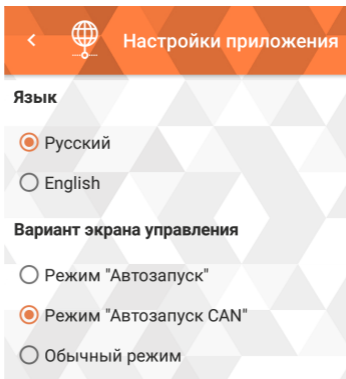 Настройки приложения
Язык
Русский
English
Вариант экрана управления
Режим "Автозапуск"
Режим "Автозапуск CAN"
Обычный режим